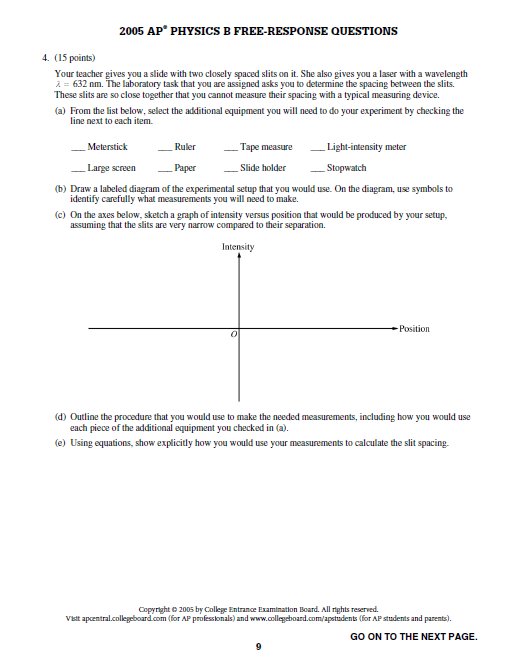 2005 AP® PHYSICS B FREE-RESPONSE QUESTIONS
4. (15 points)
Your teacher gives you a slide with two closely spaced slits on it. She also gives you a laser with a wavelength
λ = 632 nm. The laboratory task that you are assigned asks you to determine the spacing between the slits.
These slits are so close together that you cannot measure their spacing with a typical measuring device.
(a) From the list below, select the additional equipment you will need to do your experiment by checking the
line next to each item.
___ Meterstick ___ Ruler ___ Tape measure ___ Light-intensity meter
___ Large screen ___ Paper ___ Slide holder ___ Stopwatch
(b) Draw a labeled diagram of the experimental setup that you would use. On the diagram, use symbols to
identify carefully what measurements you will need to make.
(c) On the axes below, sketch a graph of intensity versus position that would be produced by your setup,
assuming that the slits are very narrow compared to their separation.
Intensity
Position
O
(d) Outline the procedure that you would use to make the needed measurements, including how you would use
each piece of the additional equipment you checked in (a).
(e) Using equations, show explicitly how you would use your measurements to calculate the slit spacing.
Copyright © 2005 by College Entrance Examination Board. All rights reserved.
Visit apcentral.collegeboard.com (for AP professionals) and www.collegeboard.com/apstudents (for AP students and parents).
GO ON TO THE NEXT PAGE.
9